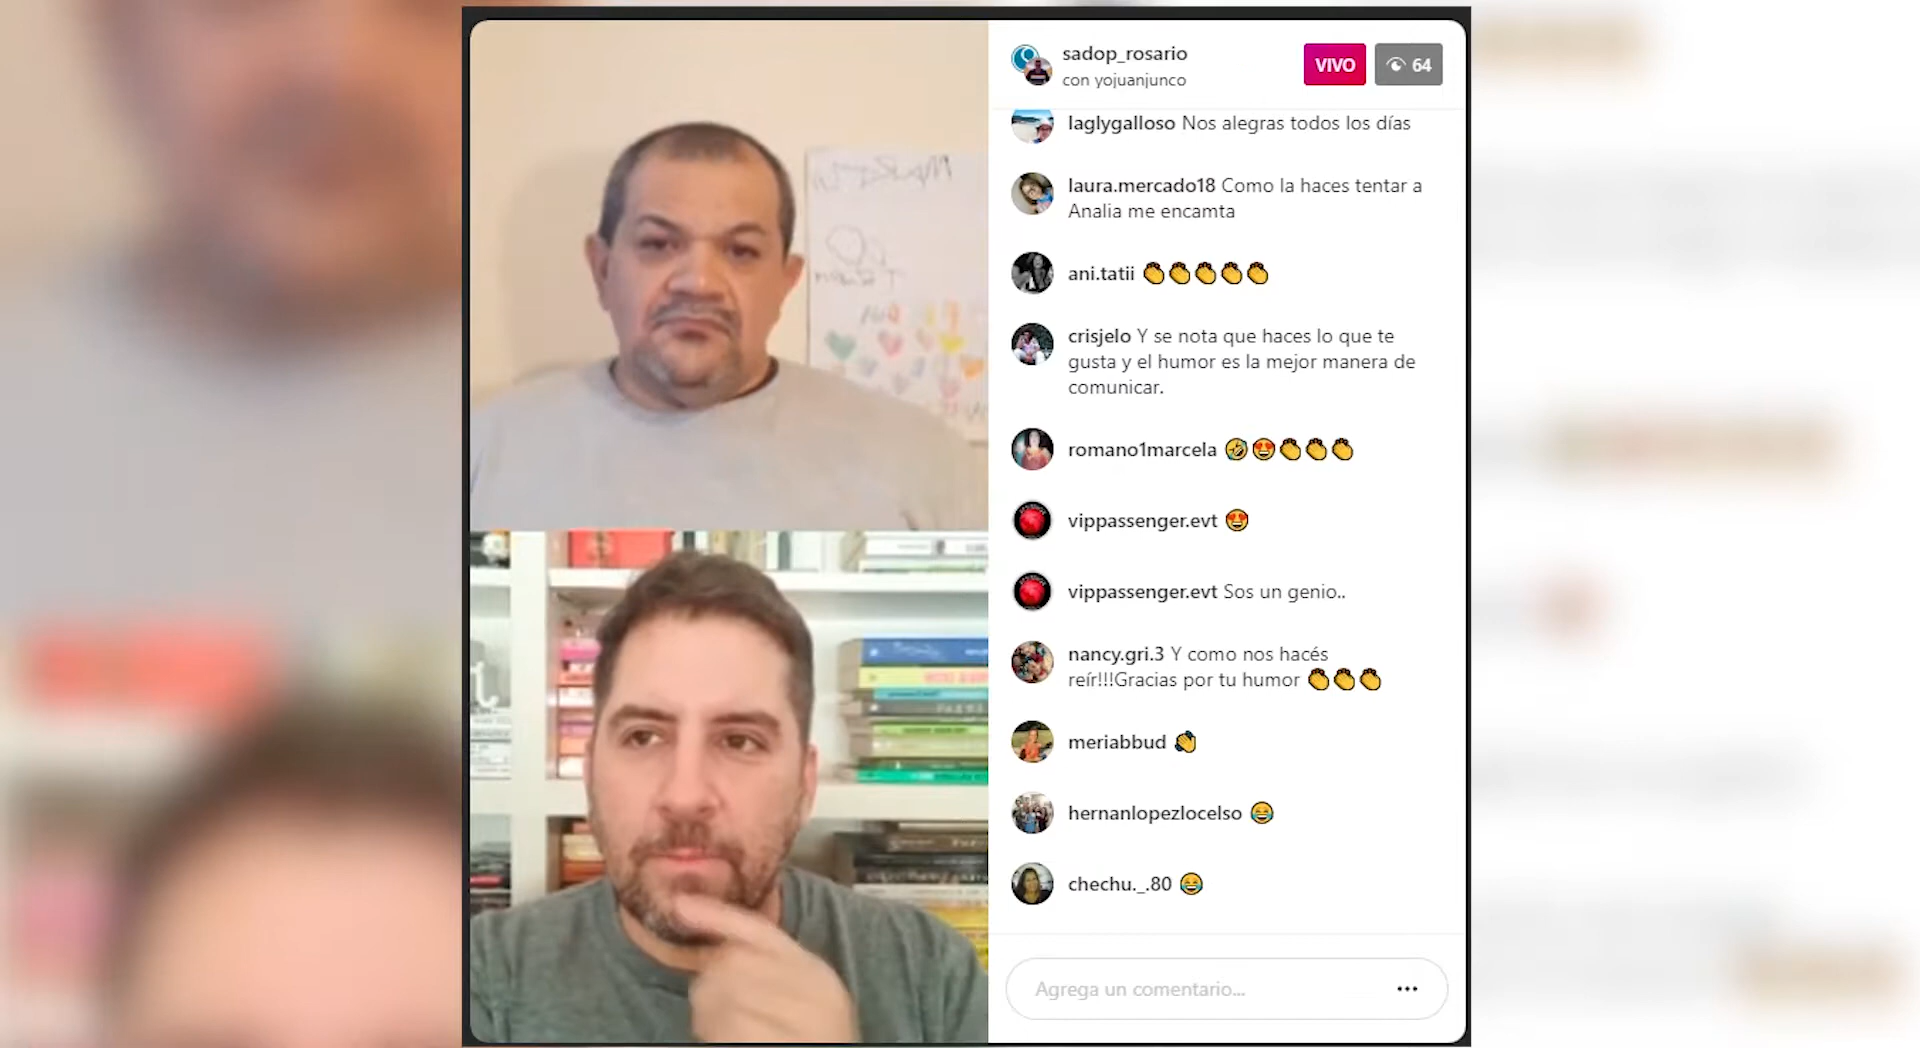 sadop_rosario
con yojuanjunco
VIVO
64
laglygalloso Nos alegras todos los días
laura.mercado18 Como la haces tentar a
Analia me encamta
ani.tatii 👏👏👏👏👏
crisjelo Y se nota que haces lo que te
gusta y el humor es la mejor manera de
comunicar.
romano1marcela 🤣😍👏👏👏
vippassenger.evt 😍
vippassenger.evt Sos un genio..
nancy.gri.3 Y como nos hacés
reír!!!Gracias por tu humor 👏👏👏
meriabbud 👏
hernanlopezlocelso 😂
chechu._.80 😂
Agrega un comentario...